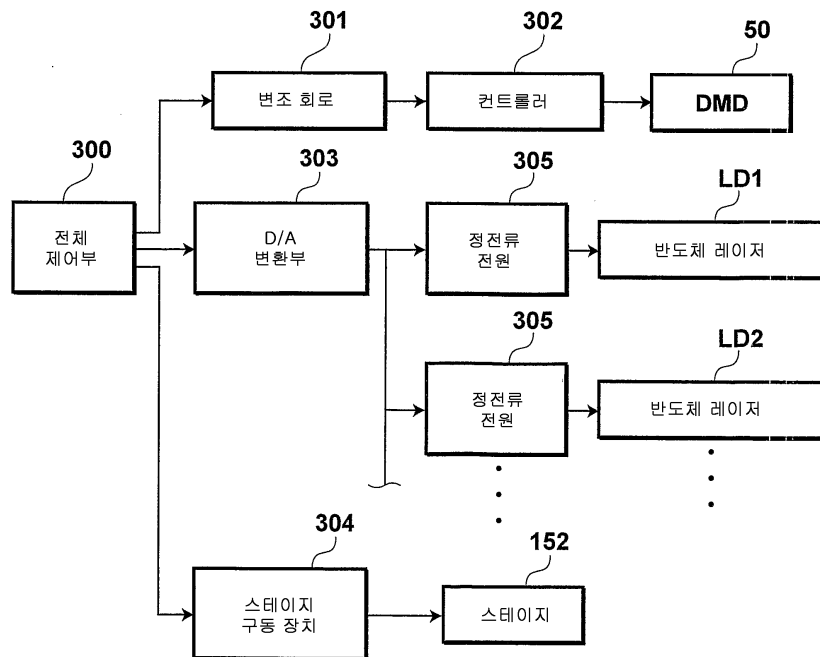 301
302
50
변조 회로
컨트롤러
DMD
300
303
305
LD1
전체
제어부
D/A
변환부
정전류
전원
반도체 레이저
305
LD2
정전류
전원
반도체 레이저
304
152
스테이지
구동 장치
스테이지